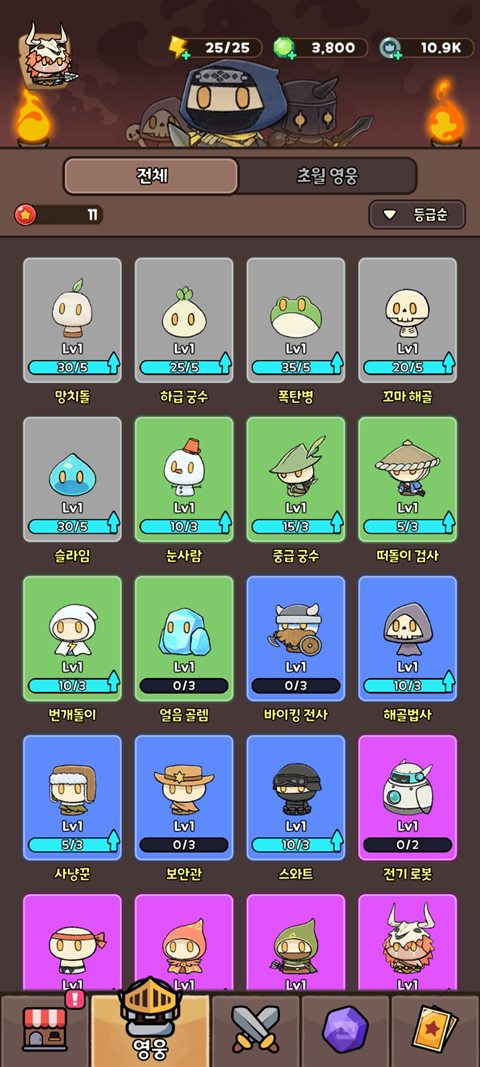 25/25 3,800 10.9K
전체 초월 영웅
11 등급순
Lv1 Lv1 Lv1 Lv1
30/5 25/5 35/5 20/5
망치돌 하급 궁수 폭탄병 꼬마 해골
Lv1 Lv1 Lv1 Lv1
30/5 10/3 15/3 5/3
슬라임 눈사람 중급 궁수 떠돌이 검사
Lv1 Lv1 Lv1 Lv1
10/3 0/3 0/3 10/3
번개돌이 얼음 골렘 바이킹 전사 해골법사
Lv1 Lv1 Lv1 Lv1
5/3 0/3 10/3 0/2
사냥꾼 보안관 스와트 전기 로봇
Lv1 Lv1 Lv1 Lv1
!
영웅